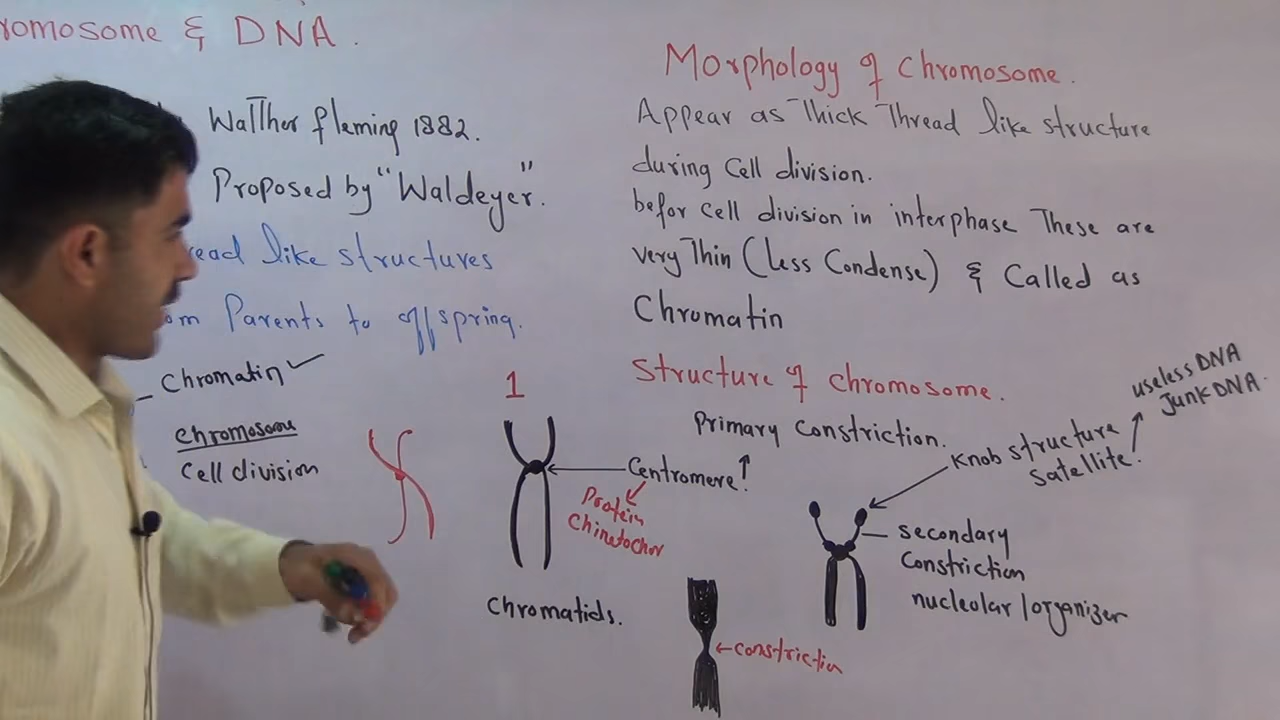 romosome & DNA.
Walther fleming 1882.
Proposed by "Waldeyer".
read like structures
om Parents to offspring.
Chromatin ✓
Chromosome
Cell division
1
Centromere!
Protein
Chinetochor
Chromatids.
Morphology of Chromosome.
Appear as Thick Thread like structure
during Cell division.
befor Cell division in interphase These are
very Thin (less Condense) & Called as
Chromatin
Structure of chromosome.
Primary Constriction.
Knob structure
Satellite.
useless DNA
Junk DNA.
secondary
Constriction
nucleolar/organizer
constrictin